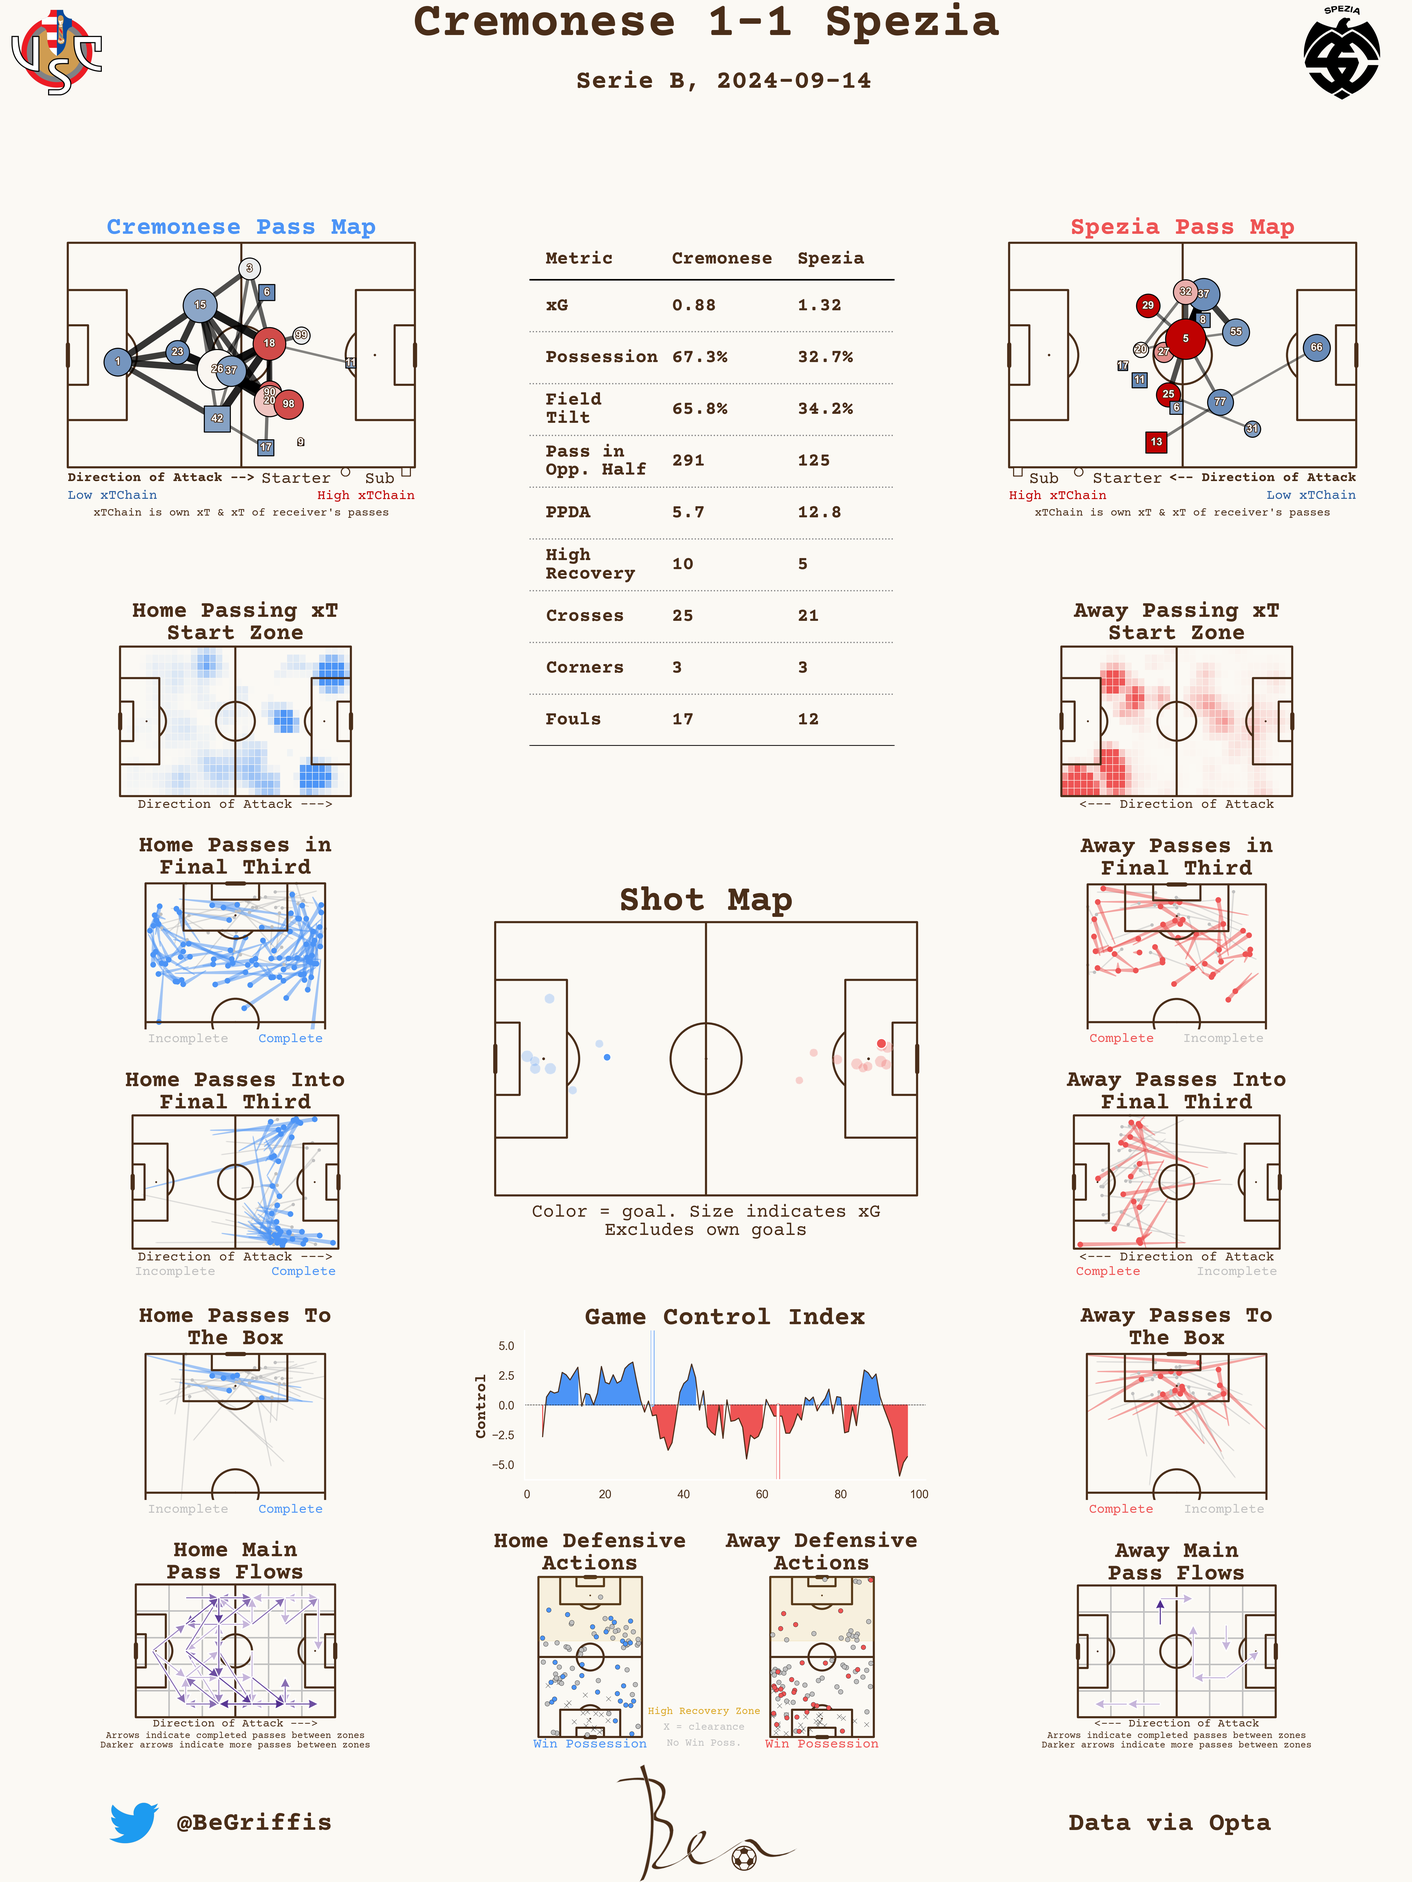 Cremonese 1-1 Spezia
SPEZIA
Serie B, 2024-09-14
Cremonese Pass Map
3
6
15
99
18
23
11
1
26
37
90
20
98
42
17
9
Direction of Attack --> Starter Sub
Low xTChain High xTChain
xTChain is own xT & xT of receiver's passes
Metric Cremonese Spezia
xG 0.88 1.32
Possession 67.3% 32.7%
Field
Tilt 65.8% 34.2%
Pass in
Opp. Half 291 125
PPDA 5.7 12.8
High
Recovery 10 5
Crosses 25 21
Corners 3 3
Fouls 17 12
Spezia Pass Map
32
37
29
8
55
5
20
27
66
17
11
25
6
77
31
13
Sub Starter <-- Direction of Attack
High xTChain Low xTChain
xTChain is own xT & xT of receiver's passes
Home Passing xT
Start Zone
Direction of Attack --->
Away Passing xT
Start Zone
<--- Direction of Attack
Home Passes in
Final Third
Incomplete Complete
Away Passes in
Final Third
Complete Incomplete
Shot Map
Color = goal. Size indicates xG
Excludes own goals
Home Passes Into
Final Third
Direction of Attack --->
Incomplete Complete
Away Passes Into
Final Third
<--- Direction of Attack
Complete Incomplete
Home Passes To
The Box
Incomplete Complete
Game Control Index
Control
5.0
2.5
0.0
−2.5
−5.0
0 20 40 60 80 100
Away Passes To
The Box
Complete Incomplete
Home Main
Pass Flows
Direction of Attack --->
Arrows indicate completed passes between zones
Darker arrows indicate more passes between zones
Home Defensive
Actions
Win Possession
High Recovery Zone
X = clearance
No Win Poss.
Away Defensive
Actions
Win Possession
Away Main
Pass Flows
<--- Direction of Attack
Arrows indicate completed passes between zones
Darker arrows indicate more passes between zones
@BeGriffis
Ben
Data via Opta